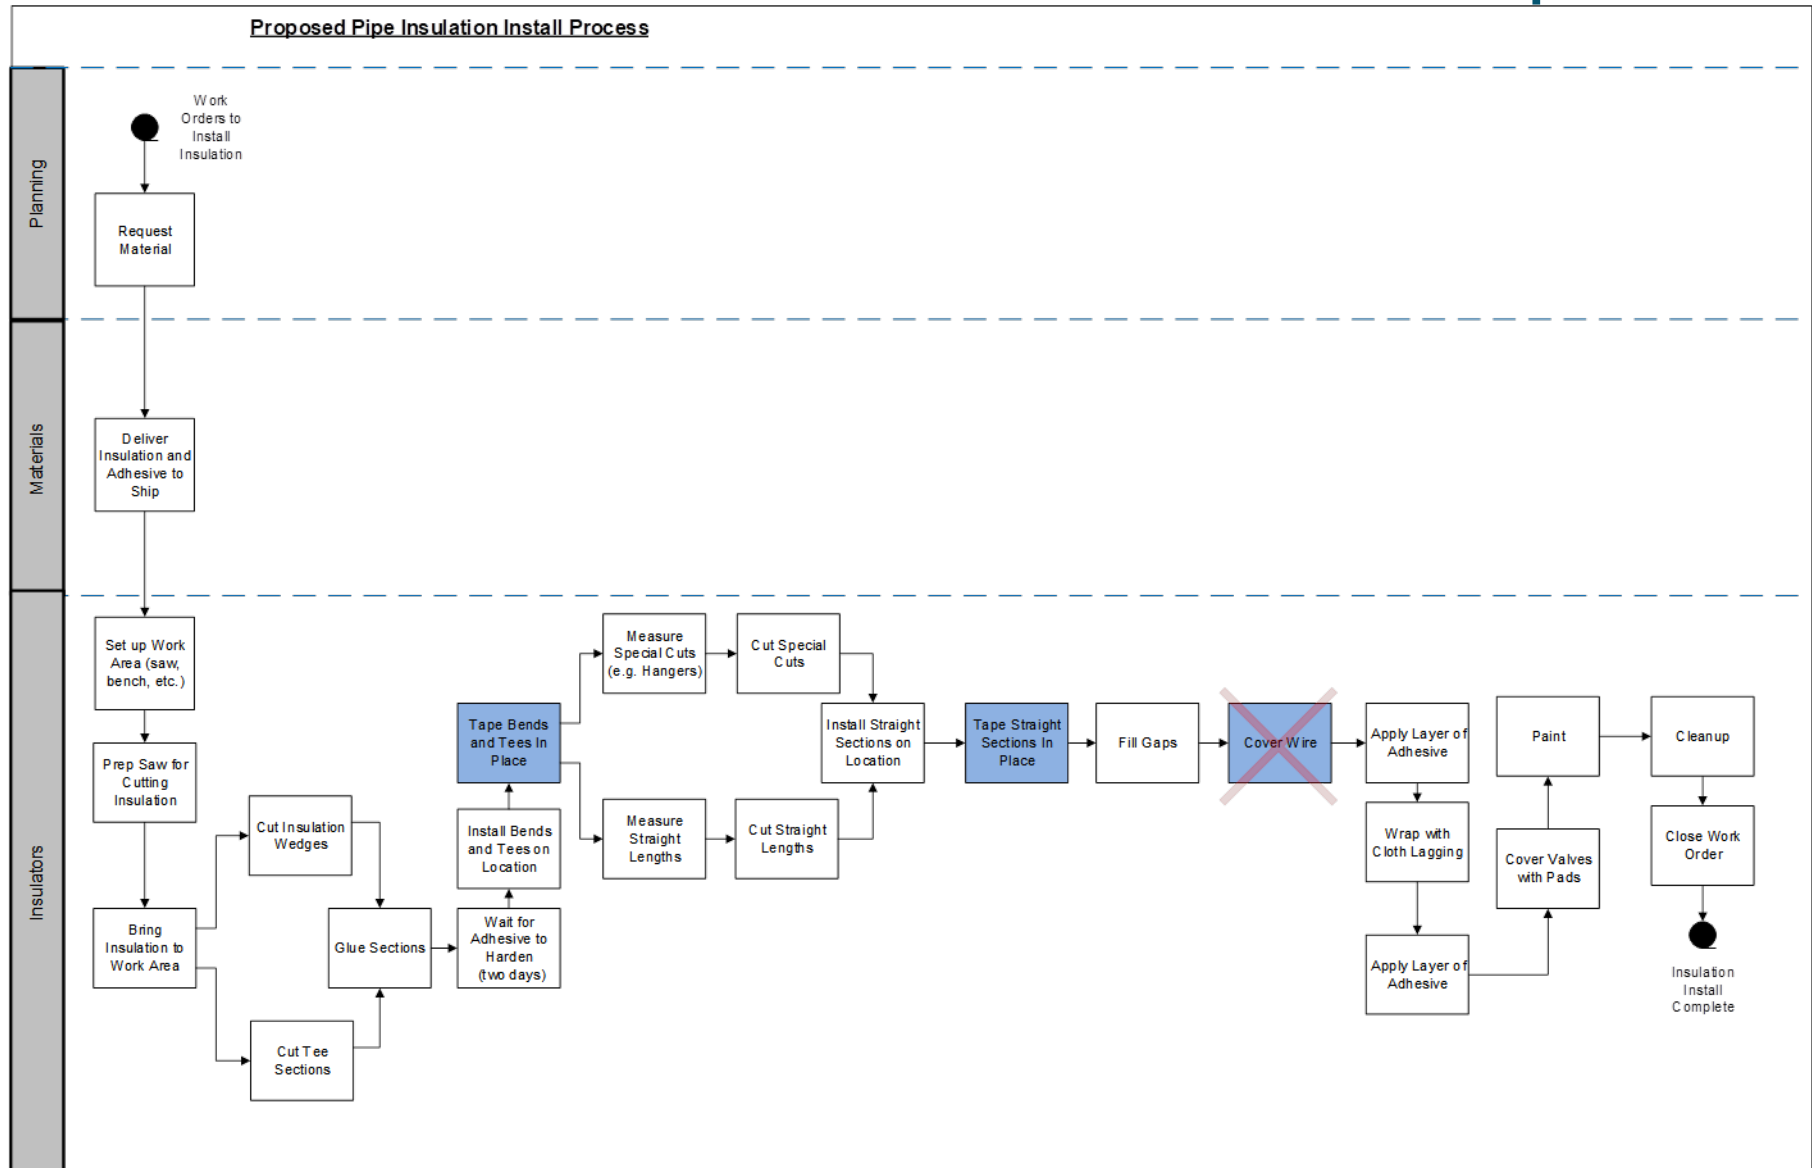 Proposed Pipe Insulation Install Process
Planning
Work
Orders to
Install
Insulation
Request
Material
Materials
Deliver
Insulation and
Adhesive to
Ship
Insulators
Set up Work
Area (saw,
bench, etc.)
Prep Saw for
Cutting
Insulation
Bring
Insulation to
Work Area
Cut Insulation
Wedges
Cut Tee
Sections
Glue Sections
Wait for
Adhesive to
Harden
(two days)
Install Bends
and Tees on
Location
Tape Bends
and Tees In
Place
Measure
Special Cuts
(e.g. Hangers)
Cut Special
Cuts
Measure
Straight
Lengths
Cut Straight
Lengths
Install Straight
Sections on
Location
Tape Straight
Sections In
Place
Fill Gaps
Cover Wire
Apply Layer of
Adhesive
Wrap with
Cloth Lagging
Apply Layer of
Adhesive
Cover Valves
with Pads
Paint
Cleanup
Close Work
Order
Insulation
Install
Complete